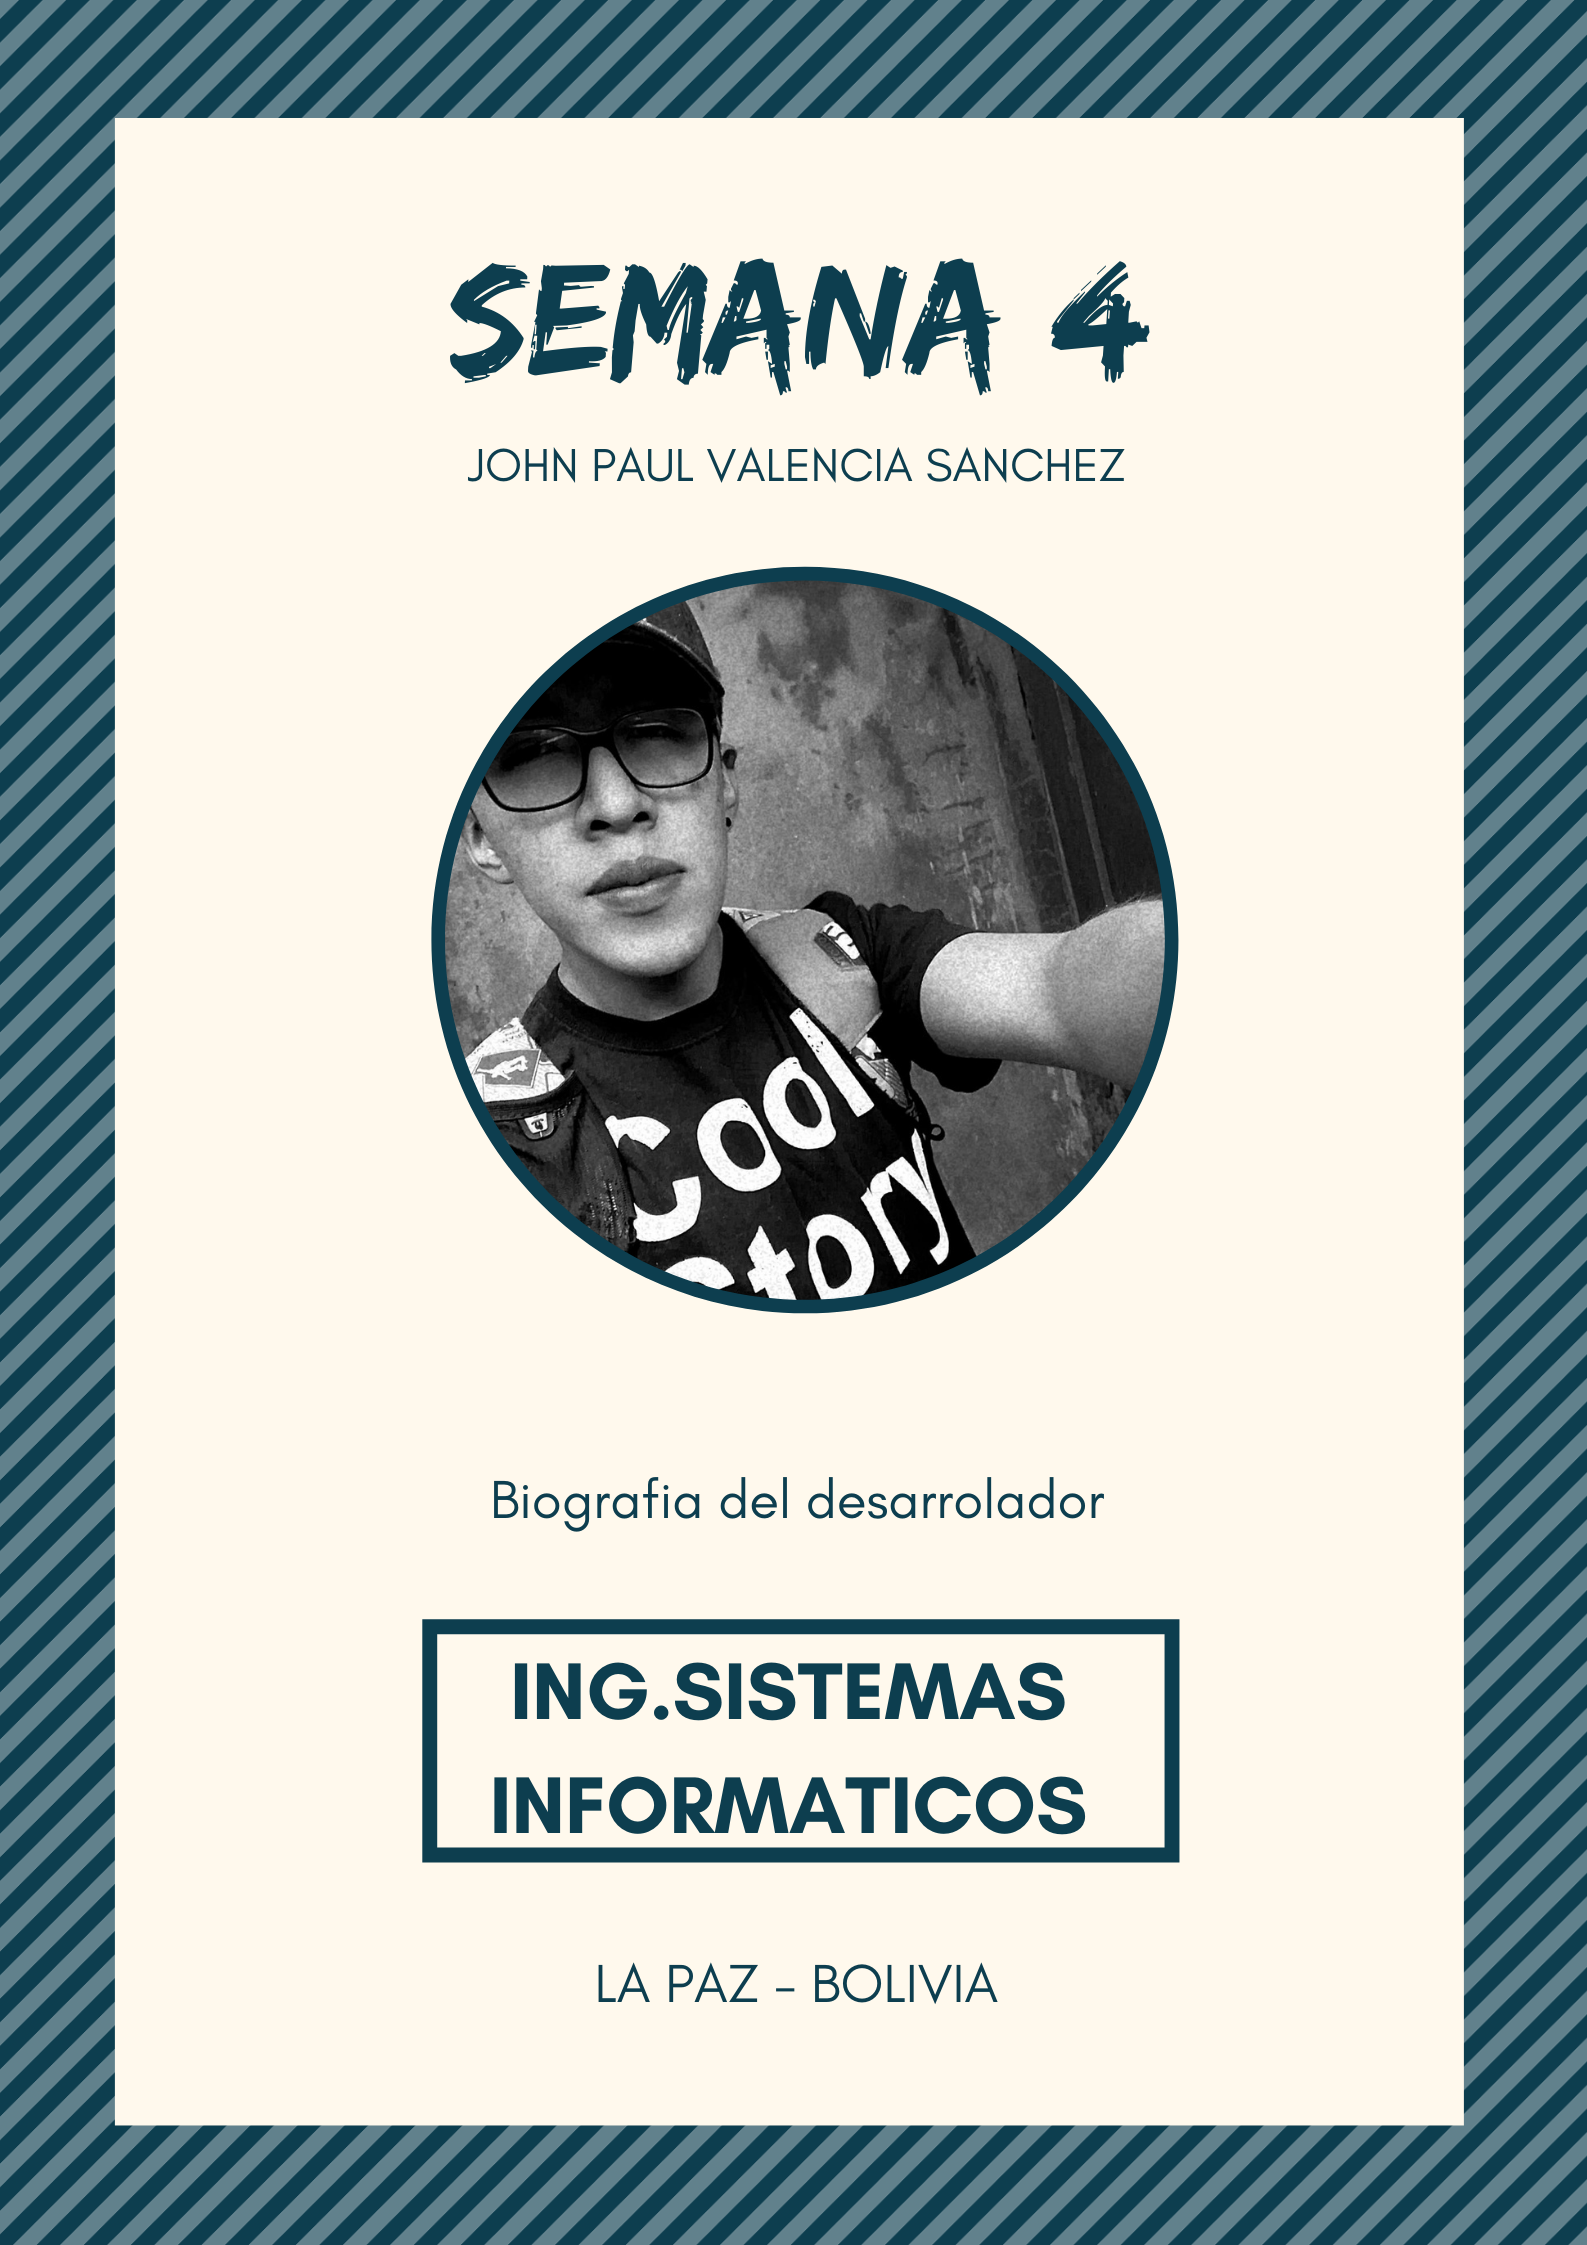 SEMANA 4
JOHN PAUL VALENCIA SANCHEZ
Cool
story
Biografia del desarrolador
ING.SISTEMAS
INFORMATICOS
LA PAZ - BOLIVIA